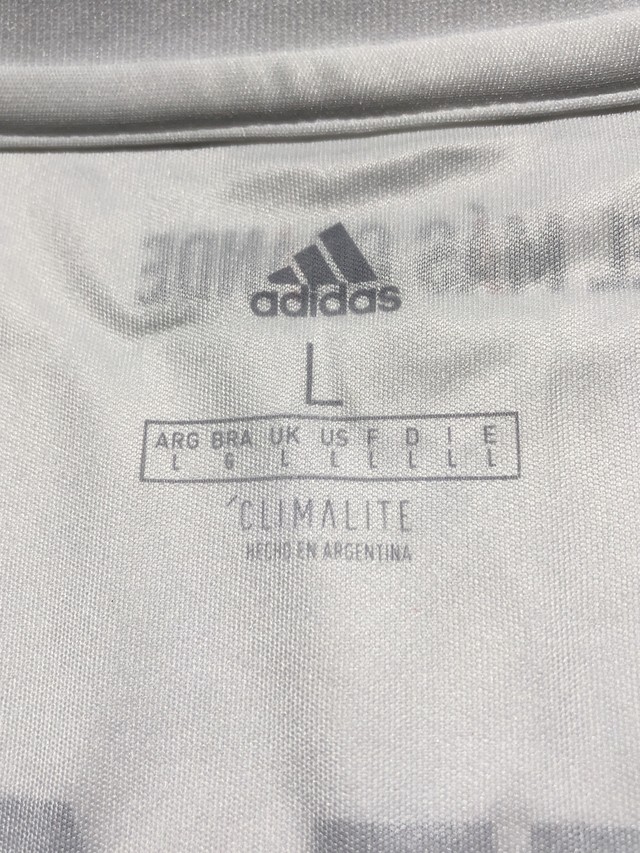 adidas
L
ARG BRA UK US F D I E
L G L L L L L L
CLIMALITE
HECHO EN ARGENTINA